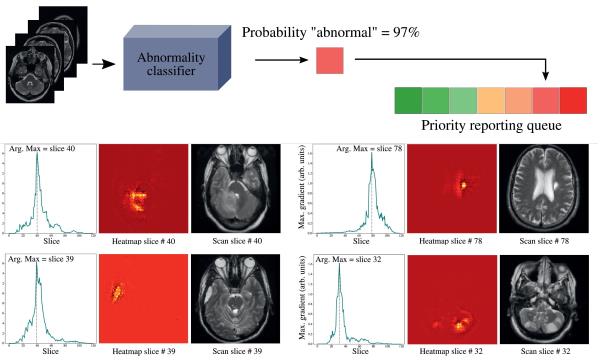 Probability "abnormal" = 97%
Abnormality
classifier
Priority reporting queue
Arg. Max = slice 40
Slice
Heatmap slice # 40
Scan slice # 40
Max. gradient (arb. units)
Arg. Max = slice 78
Slice
Heatmap slice # 78
Scan slice # 78
Arg. Max = slice 39
Slice
Heatmap slice # 39
Scan slice # 39
Max. gradient (arb. units)
Arg. Max = slice 32
Slice
Heatmap slice # 32
Scan slice # 32